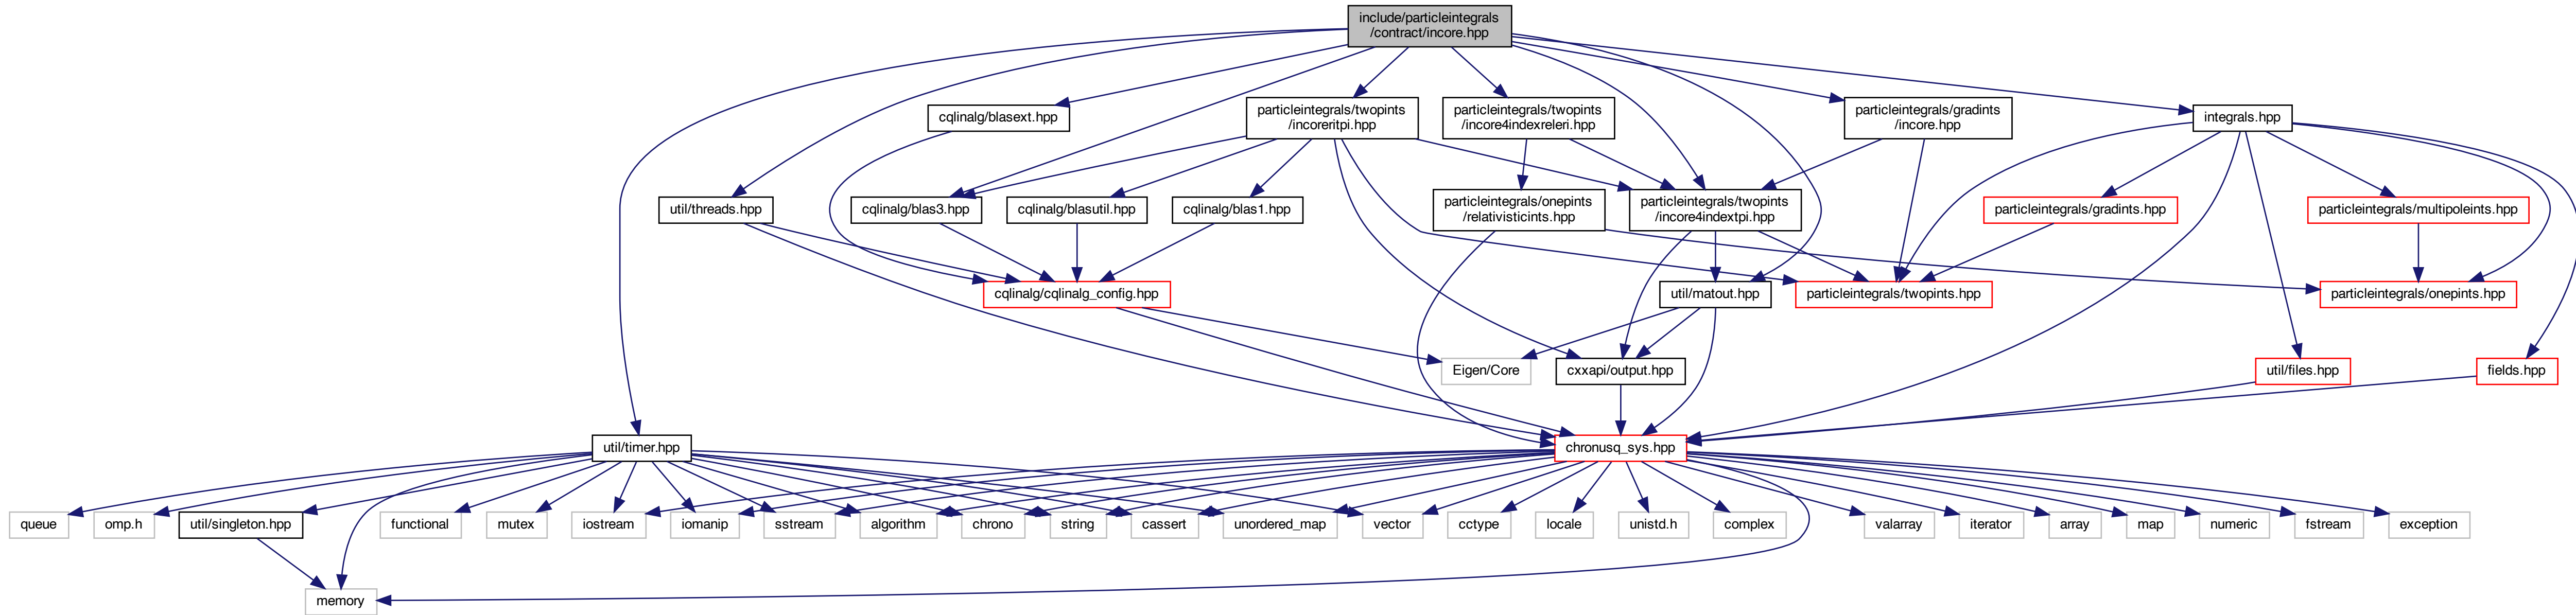 include/particleintegrals
/contract/incore.hpp
cqlinalg/blasext.hpp
particleintegrals/twopints
/incoreritpi.hpp
particleintegrals/twopints
/incore4indexreleri.hpp
particleintegrals/gradints
/incore.hpp
integrals.hpp
util/threads.hpp
cqlinalg/blas3.hpp
cqlinalg/blasutil.hpp
cqlinalg/blas1.hpp
particleintegrals/onepints
/relativisticints.hpp
particleintegrals/twopints
/incore4indextpi.hpp
particleintegrals/gradints.hpp
particleintegrals/multipoleints.hpp
cqlinalg/cqlinalg_config.hpp
util/matout.hpp
particleintegrals/twopints.hpp
particleintegrals/onepints.hpp
Eigen/Core
cxxapi/output.hpp
util/files.hpp
fields.hpp
util/timer.hpp
chronusq_sys.hpp
queue
omp.h
util/singleton.hpp
functional
mutex
iostream
iomanip
sstream
algorithm
chrono
string
cassert
unordered_map
vector
cctype
locale
unistd.h
complex
valarray
iterator
array
map
numeric
fstream
exception
memory